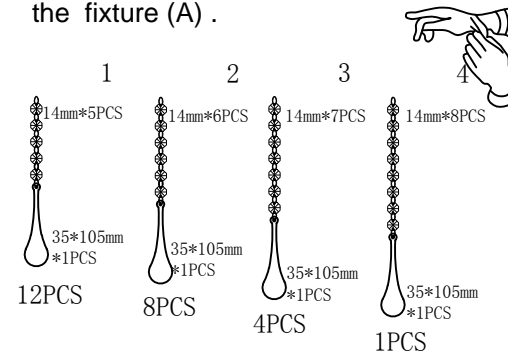 the fixture (A) .
1 2 3 4
14mm*5PCS 14mm*6PCS 14mm*7PCS 14mm*8PCS
35*105mm
*1PCS
12PCS
35*105mm
*1PCS
8PCS
35*105mm
*1PCS
4PCS
35*105mm
*1PCS
1PCS